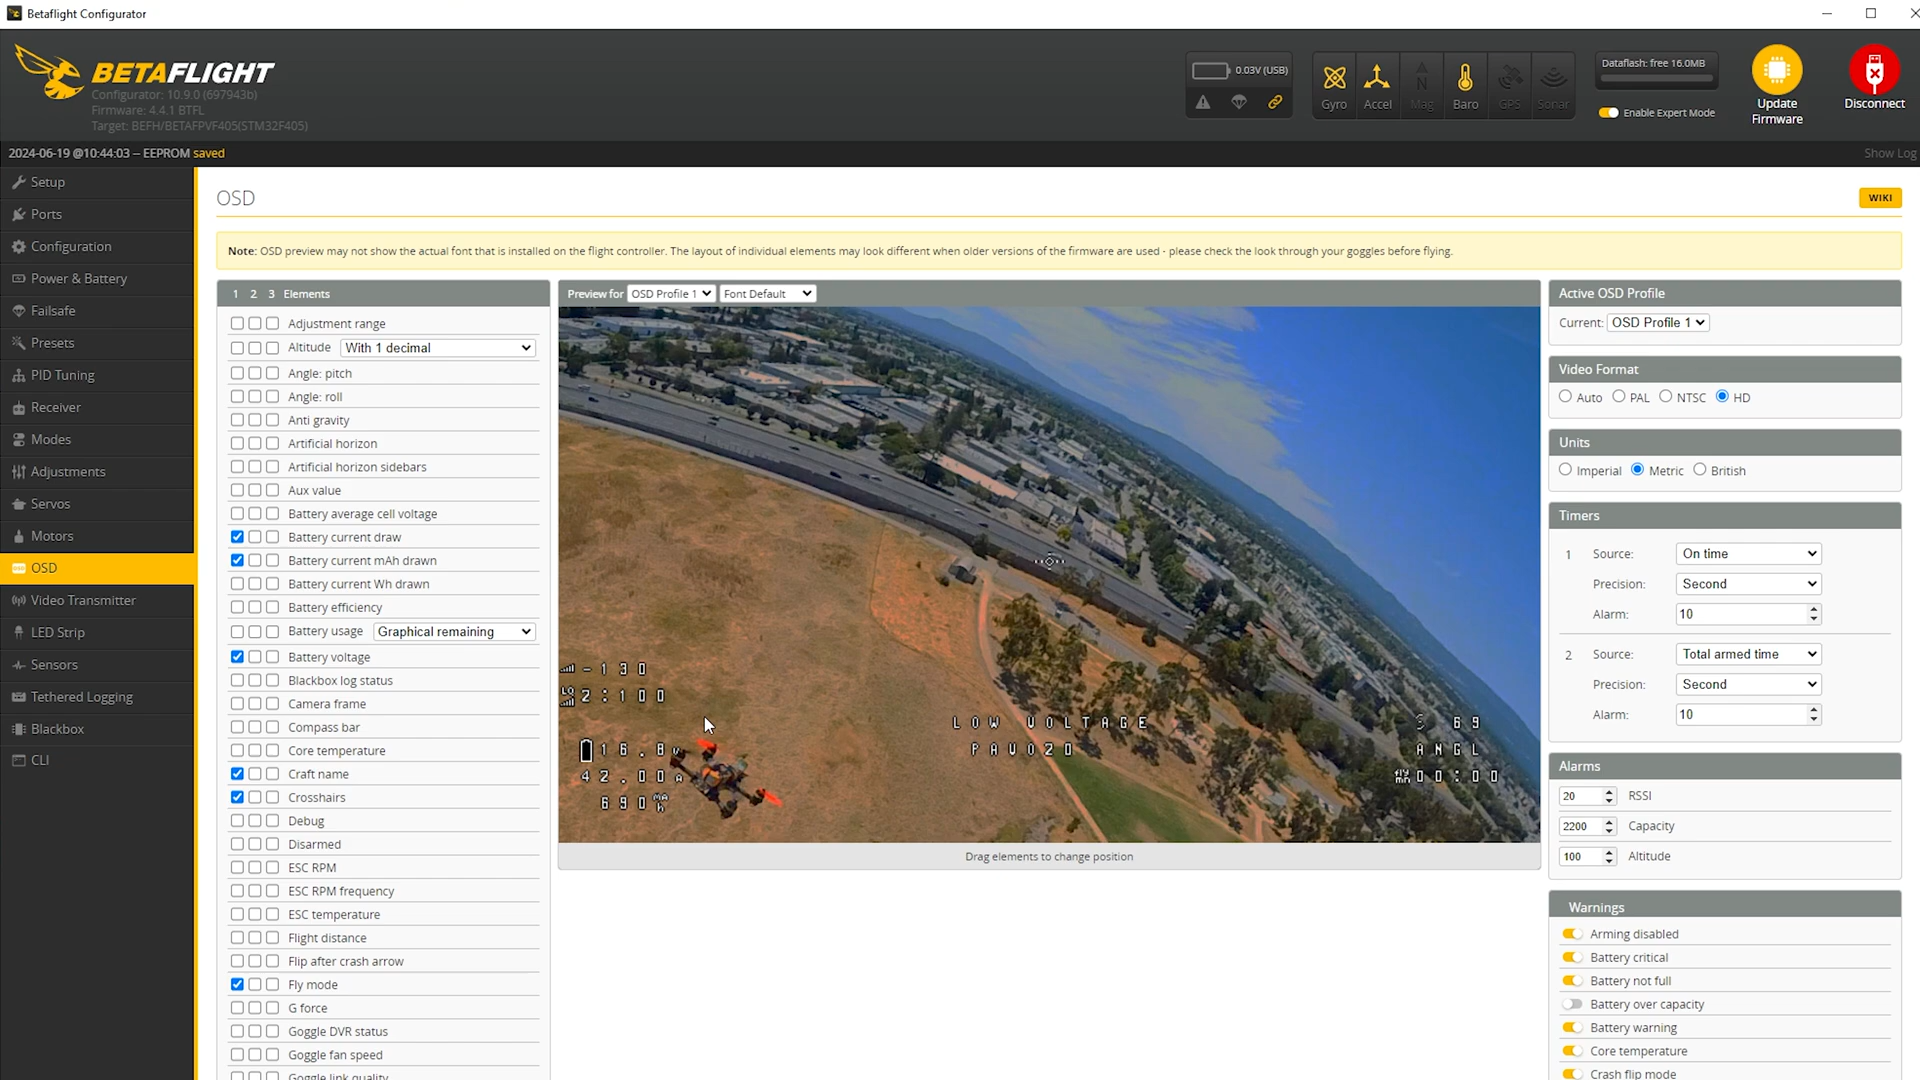 Betaflight Configurator
BETAFLIGHT
Configurator: 10.9.0 (697943b)
Firmware: 4.4.1 BTFL
Target: BEFH/BETAFPVF405(STM32F405)
0.03V (USB)
Gyro
Accel
Mag
Baro
GPS
Sonar
Dataflash: free 16.0MB
Enable Expert Mode
Update
Firmware
Disconnect
2024-06-19 @10:44:03 -- EEPROM saved
Show Log
Setup
Ports
Configuration
Power & Battery
Failsafe
Presets
PID Tuning
Receiver
Modes
Adjustments
Servos
Motors
OSD
Video Transmitter
LED Strip
Sensors
Tethered Logging
Blackbox
CLI
OSD
WIKI
Note: OSD preview may not show the actual font that is installed on the flight controller. The layout of individual elements may look different when older versions of the firmware are used - please check the look through your goggles before flying.
1 2 3 Elements
Adjustment range
Altitude With 1 decimal
Angle: pitch
Angle: roll
Anti gravity
Artificial horizon
Artificial horizon sidebars
Aux value
Battery average cell voltage
Battery current draw
Battery current mAh drawn
Battery current Wh drawn
Battery efficiency
Battery usage Graphical remaining
Battery voltage
Blackbox log status
Camera frame
Compass bar
Core temperature
Craft name
Crosshairs
Debug
Disarmed
ESC RPM
ESC RPM frequency
ESC temperature
Flight distance
Flip after crash arrow
Fly mode
G force
Goggle DVR status
Goggle fan speed
Goggle link quality
Preview for OSD Profile 1 Font Default
-130
LQ 2:100
LOW VOLTAGE
69
PAVO20
ANGL
16.8V
42.00A
FLY MN 00:00
690 MAH
Drag elements to change position
Active OSD Profile
Current: OSD Profile 1
Video Format
Auto PAL NTSC HD
Units
Imperial Metric British
Timers
1 Source: On time
Precision: Second
Alarm: 10
2 Source: Total armed time
Precision: Second
Alarm: 10
Alarms
20 RSSI
2200 Capacity
100 Altitude
Warnings
Arming disabled
Battery critical
Battery not full
Battery over capacity
Battery warning
Core temperature
Crash flip mode